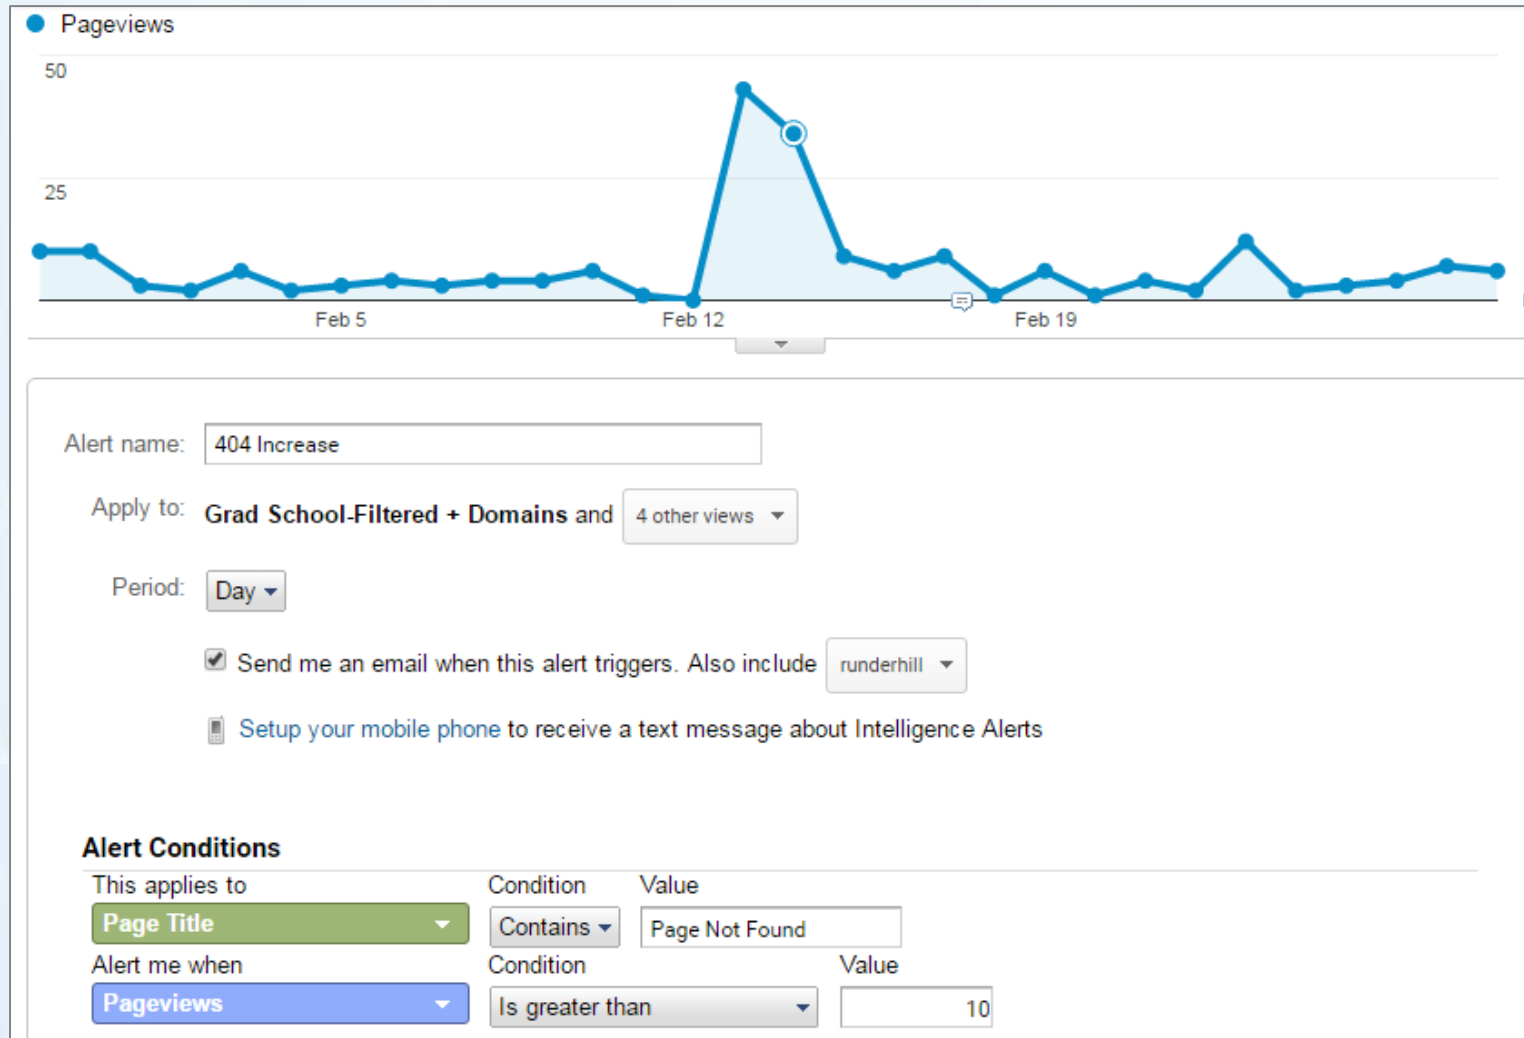 Pageviews
50
25
Feb 5
Feb 12
Feb 19
Alert name: 404 Increase
Apply to: Grad School-Filtered + Domains and 4 other views
Period: Day
Send me an email when this alert triggers. Also include runderhill
Setup your mobile phone to receive a text message about Intelligence Alerts
Alert Conditions
This applies to Condition Value
Page Title Contains Page Not Found
Alert me when Condition Value
Pageviews Is greater than 10